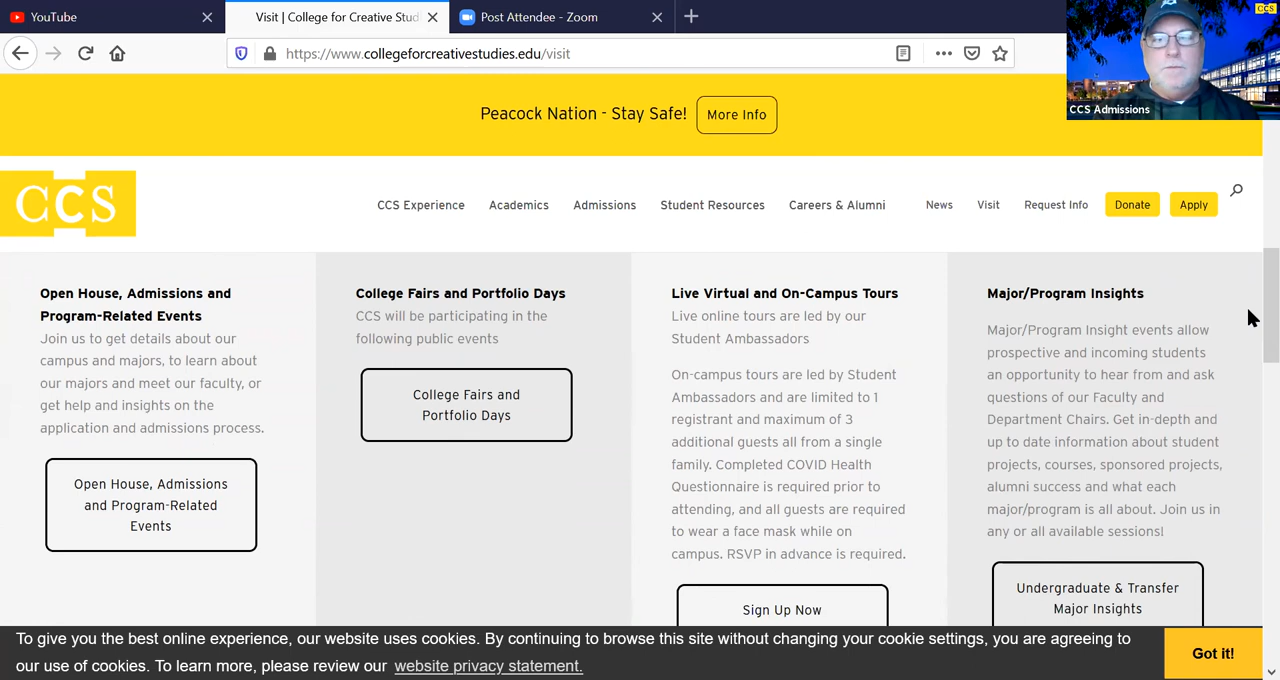 YouTube
Visit | College for Creative Stud
Post Attendee - Zoom
https://www.collegeforcreativestudies.edu/visit
CCS
CCS Admissions
Peacock Nation - Stay Safe!
More Info
CCS
CCS Experience
Academics
Admissions
Student Resources
Careers & Alumni
News
Visit
Request Info
Donate
Apply
Open House, Admissions and
Program-Related Events
Join us to get details about our
campus and majors, to learn about
our majors and meet our faculty, or
get help and insights on the
application and admissions process.
Open House, Admissions
and Program-Related
Events
College Fairs and Portfolio Days
CCS will be participating in the
following public events
College Fairs and
Portfolio Days
Live Virtual and On-Campus Tours
Live online tours are led by our
Student Ambassadors
On-campus tours are led by Student
Ambassadors and are limited to 1
registrant and maximum of 3
additional guests all from a single
family. Completed COVID Health
Questionnaire is required prior to
attending, and all guests are required
to wear a face mask while on
campus. RSVP in advance is required.
Sign Up Now
Major/Program Insights
Major/Program Insight events allow
prospective and incoming students
an opportunity to hear from and ask
questions of our Faculty and
Department Chairs. Get in-depth and
up to date information about student
projects, courses, sponsored projects,
alumni success and what each
major/program is all about. Join us in
any or all available sessions!
Undergraduate & Transfer
Major Insights
To give you the best online experience, our website uses cookies. By continuing to browse this site without changing your cookie settings, you are agreeing to
our use of cookies. To learn more, please review our website privacy statement.
Got it!